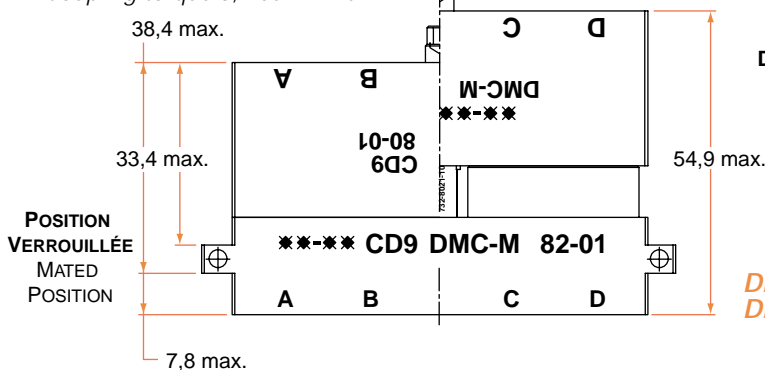 38,4 max.
C D
A B
DMC-M
**-**
CD9
80-01
33,4 max.
54,9 max.
POSITION
VERROUILLÉE
MATED
POSITION
**-** CD9 DMC-M 82-01
A B C D
7,8 max.